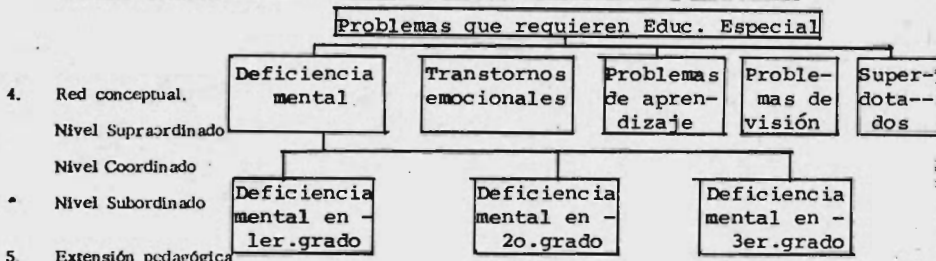 Problemas que requieren Educ. Especial
Deficiencia
mental
Transtornos
emocionales
Problemas
de apren-
dizaje
Proble-
mas de
visión
Super-
dota--
dos
4. Red conceptual.
Nivel Supraordinado
Nivel Coordinado
Nivel Subordinado
Deficiencia
mental en -
1er.grado
Deficiencia
mental en -
2o.grado
Deficiencia
mental en -
3er.grado
5. Extensión pedagógica